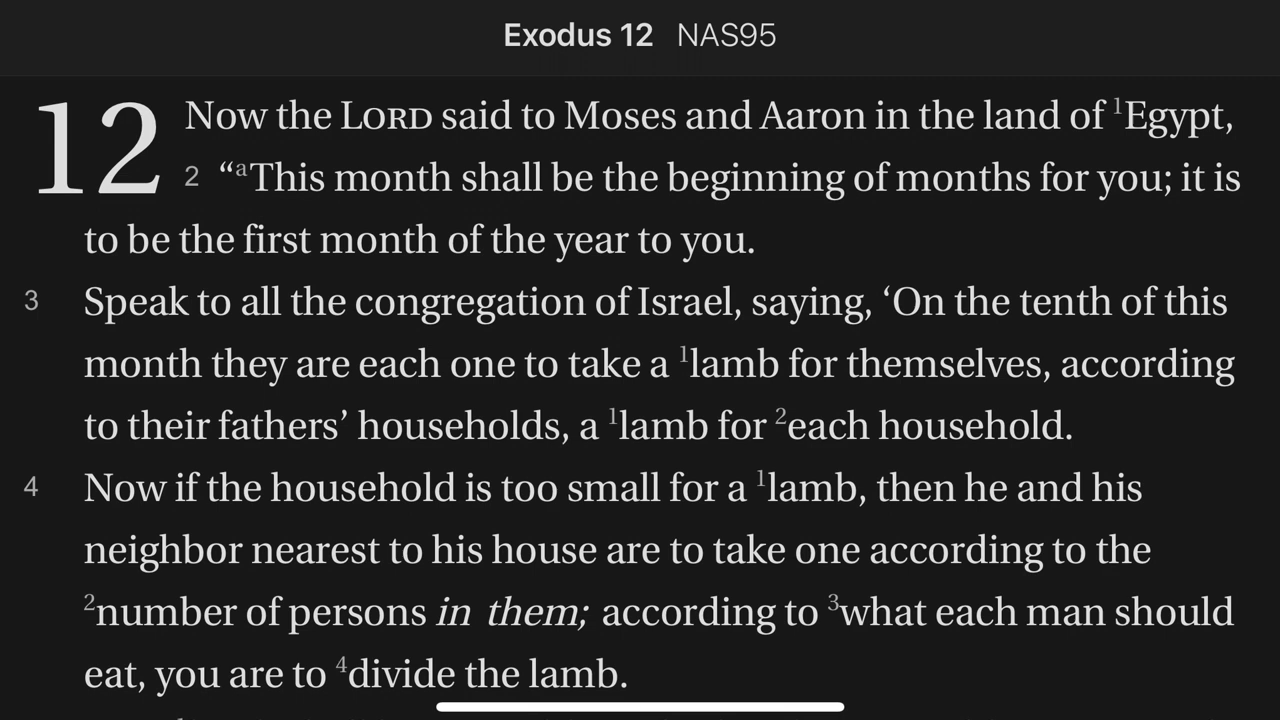 Exodus 12 NAS95
12 Now the LORD said to Moses and Aaron in the land of 1Egypt,
2 “aThis month shall be the beginning of months for you; it is
to be the first month of the year to you.
3 Speak to all the congregation of Israel, saying, ‘On the tenth of this
month they are each one to take a 1lamb for themselves, according
to their fathers’ households, a 1lamb for 2each household.
4 Now if the household is too small for a 1lamb, then he and his
neighbor nearest to his house are to take one according to the
2number of persons in them; according to 3what each man should
eat, you are to 4divide the lamb.